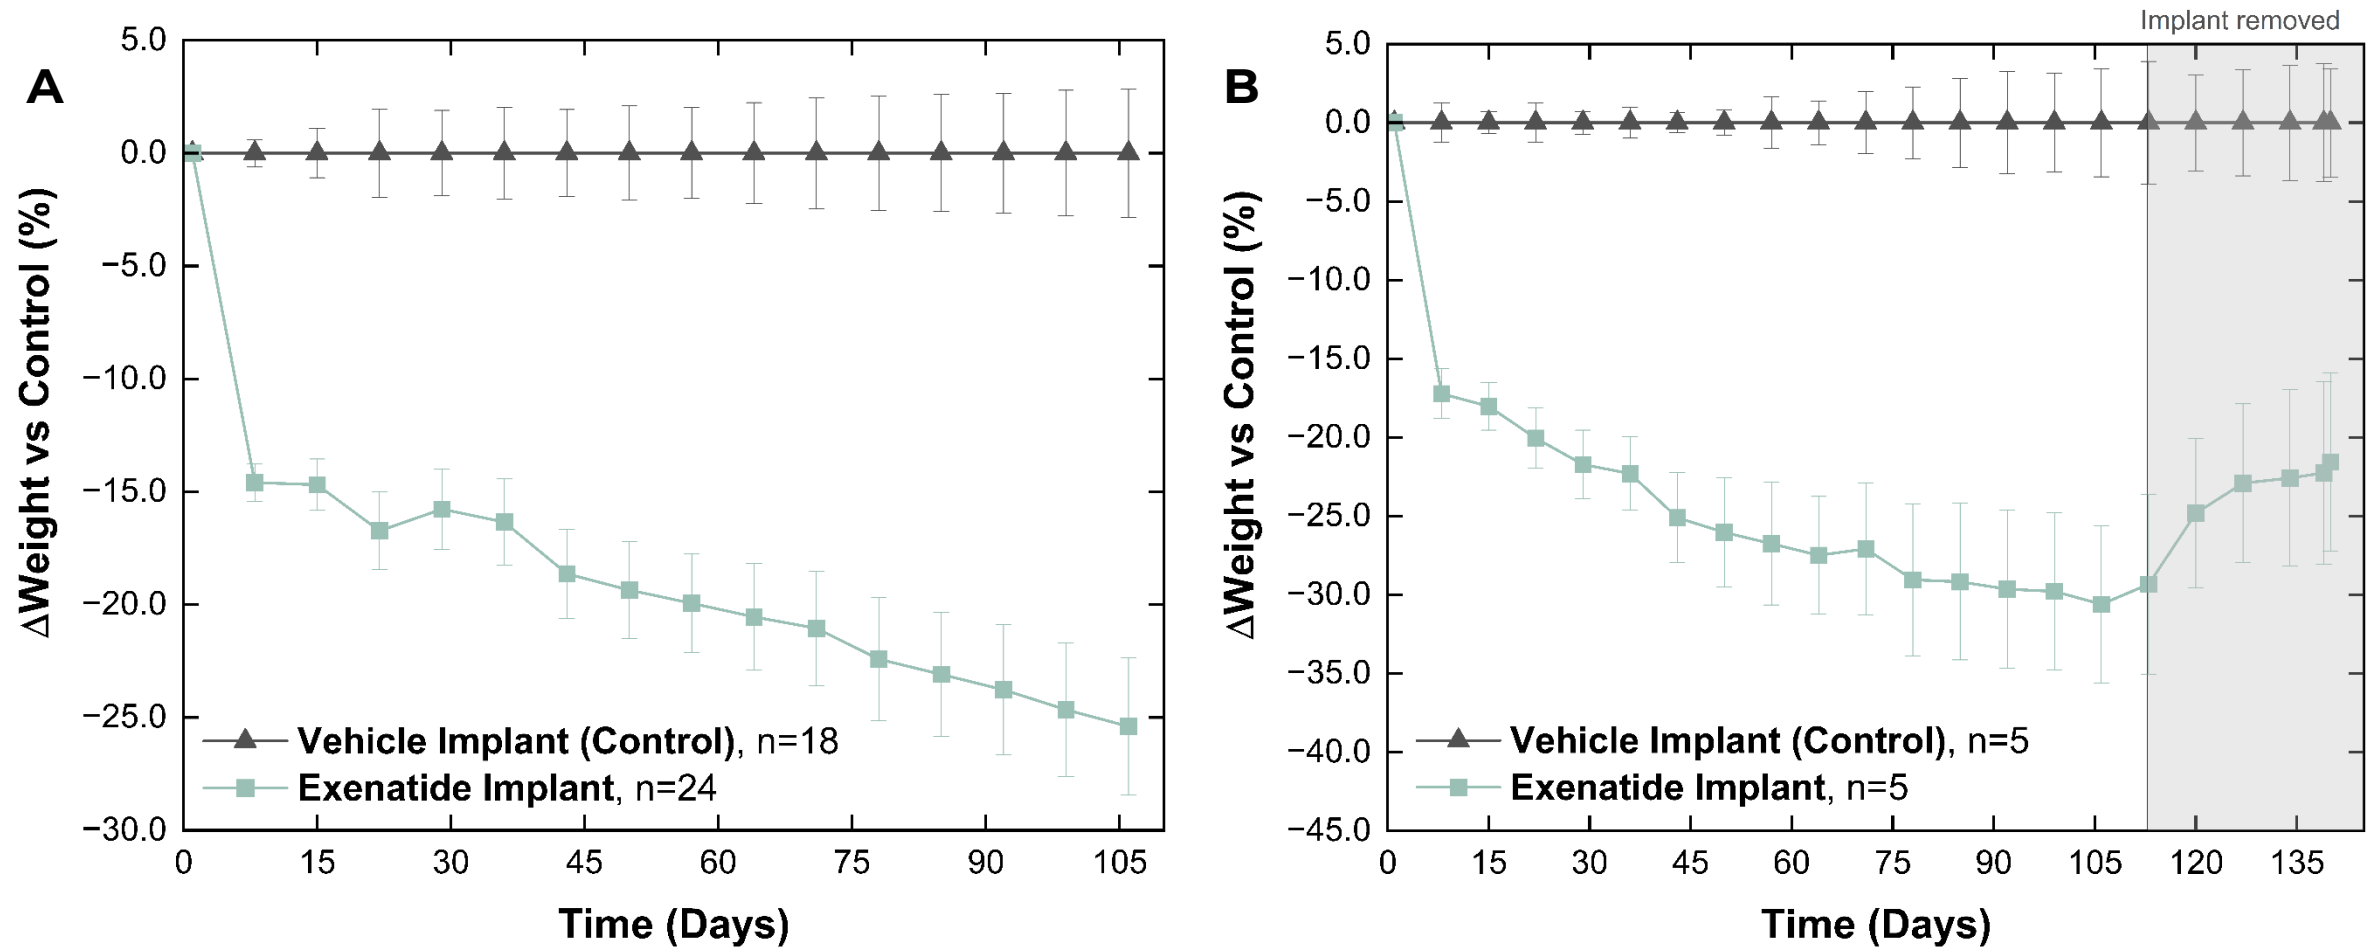 A
ΔWeight vs Control (%)
5.0
0.0
−5.0
−10.0
−15.0
−20.0
−25.0
−30.0
Vehicle Implant (Control), n=18
Exenatide Implant, n=24
0 15 30 45 60 75 90 105
Time (Days)
B
Implant removed
ΔWeight vs Control (%)
5.0
0.0
−5.0
−10.0
−15.0
−20.0
−25.0
−30.0
−35.0
−40.0
−45.0
Vehicle Implant (Control), n=5
Exenatide Implant, n=5
0 15 30 45 60 75 90 105 120 135
Time (Days)